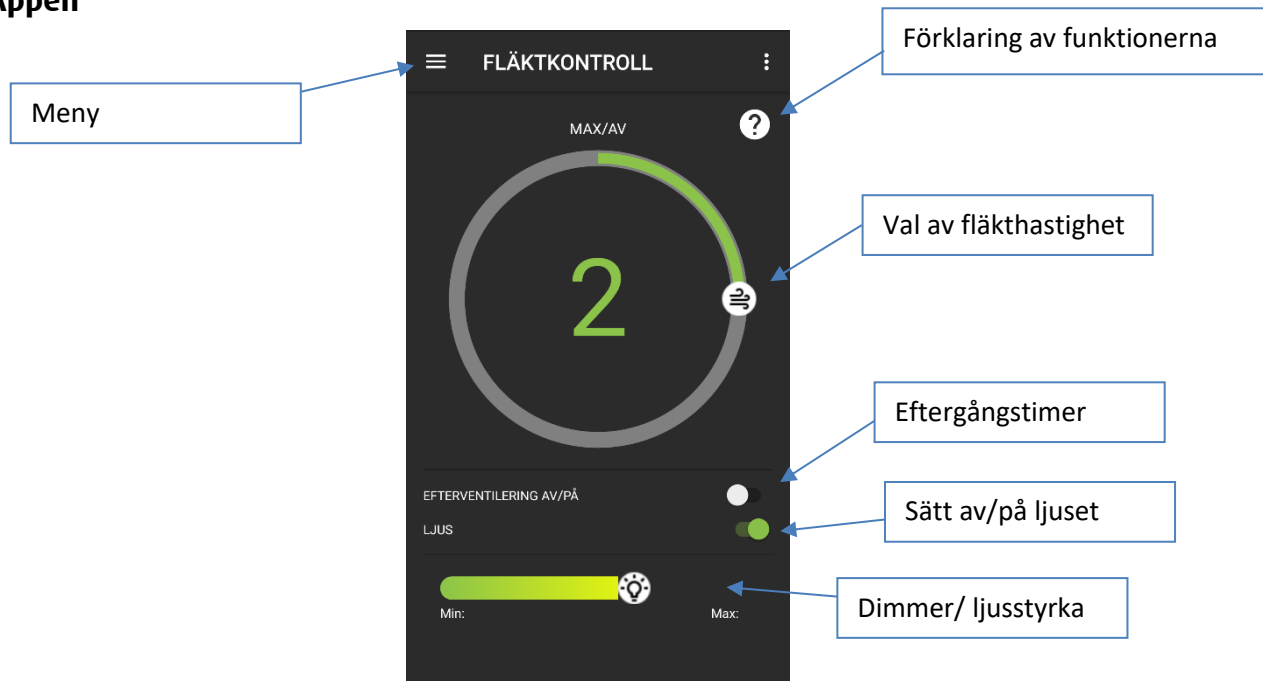 Appen
Förklaring av funktionerna
FLÄKTKONTROLL
Meny
MAX/AV
?
Val av fläkthastighet
2
Eftergångstimer
EFTERVENTILERING AV/PÅ
Sätt av/på ljuset
LJUS
Dimmer/ ljusstyrka
Min:
Max: